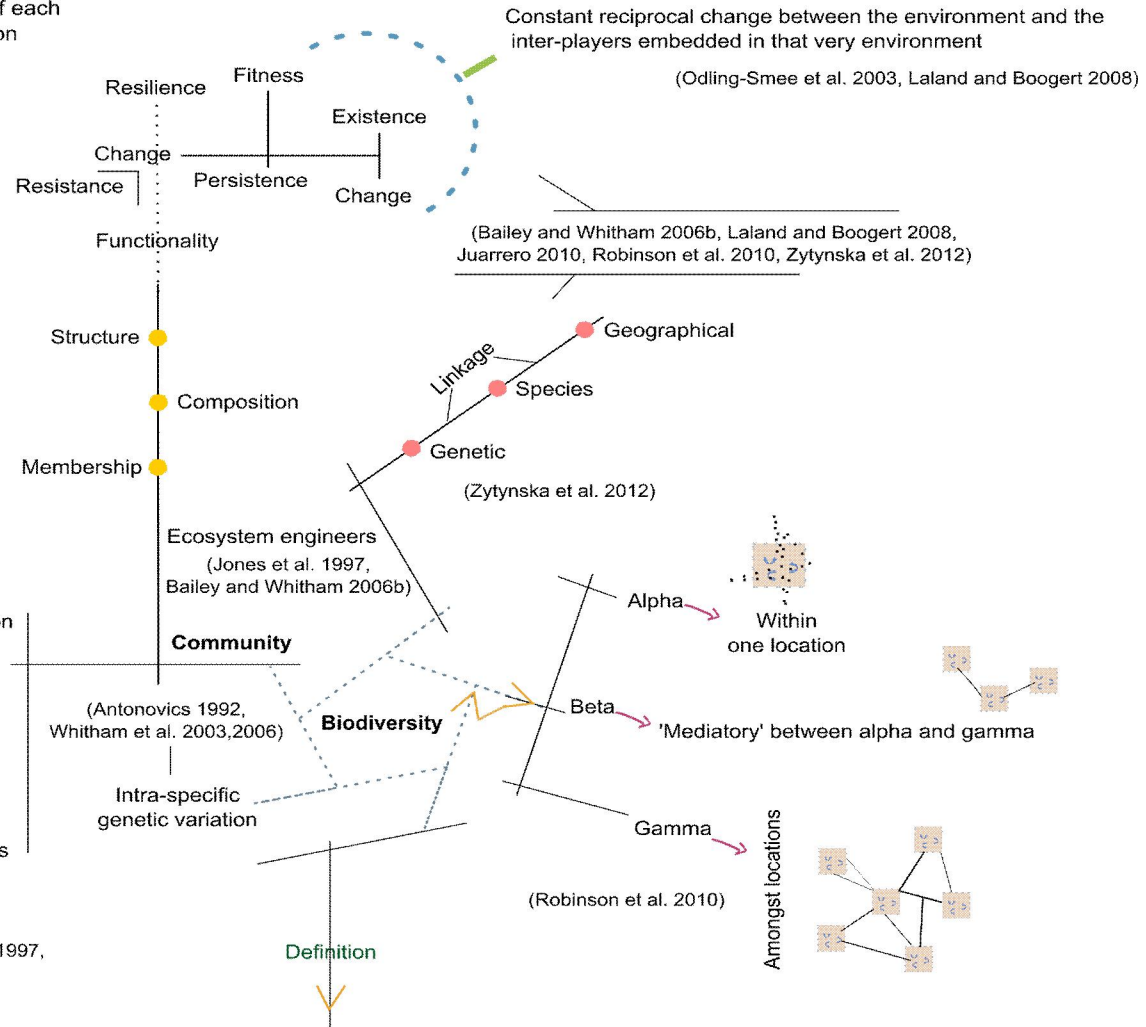 f each
on
Constant reciprocal change between the environment and the
inter-players embedded in that very environment
(Odling-Smee et al. 2003, Laland and Boogert 2008)
Fitness
Resilience
Existence
Change
Resistance
Persistence
Change
Functionality
(Bailey and Whitham 2006b, Laland and Boogert 2008,
Juarrero 2010, Robinson et al. 2010, Zytynska et al. 2012)
Structure
Composition
Membership
Geographical
Linkage
Species
Genetic
(Zytynska et al. 2012)
Ecosystem engineers
(Jones et al. 1997,
Bailey and Whitham 2006b)
on
Community
(Antonovics 1992,
Whitham et al. 2003,2006)
Intra-specific
genetic variation
s
Biodiversity
Alpha
Within
one location
Beta
'Mediatory' between alpha and gamma
Gamma
Amongst locations
(Robinson et al. 2010)
1997,
Definition